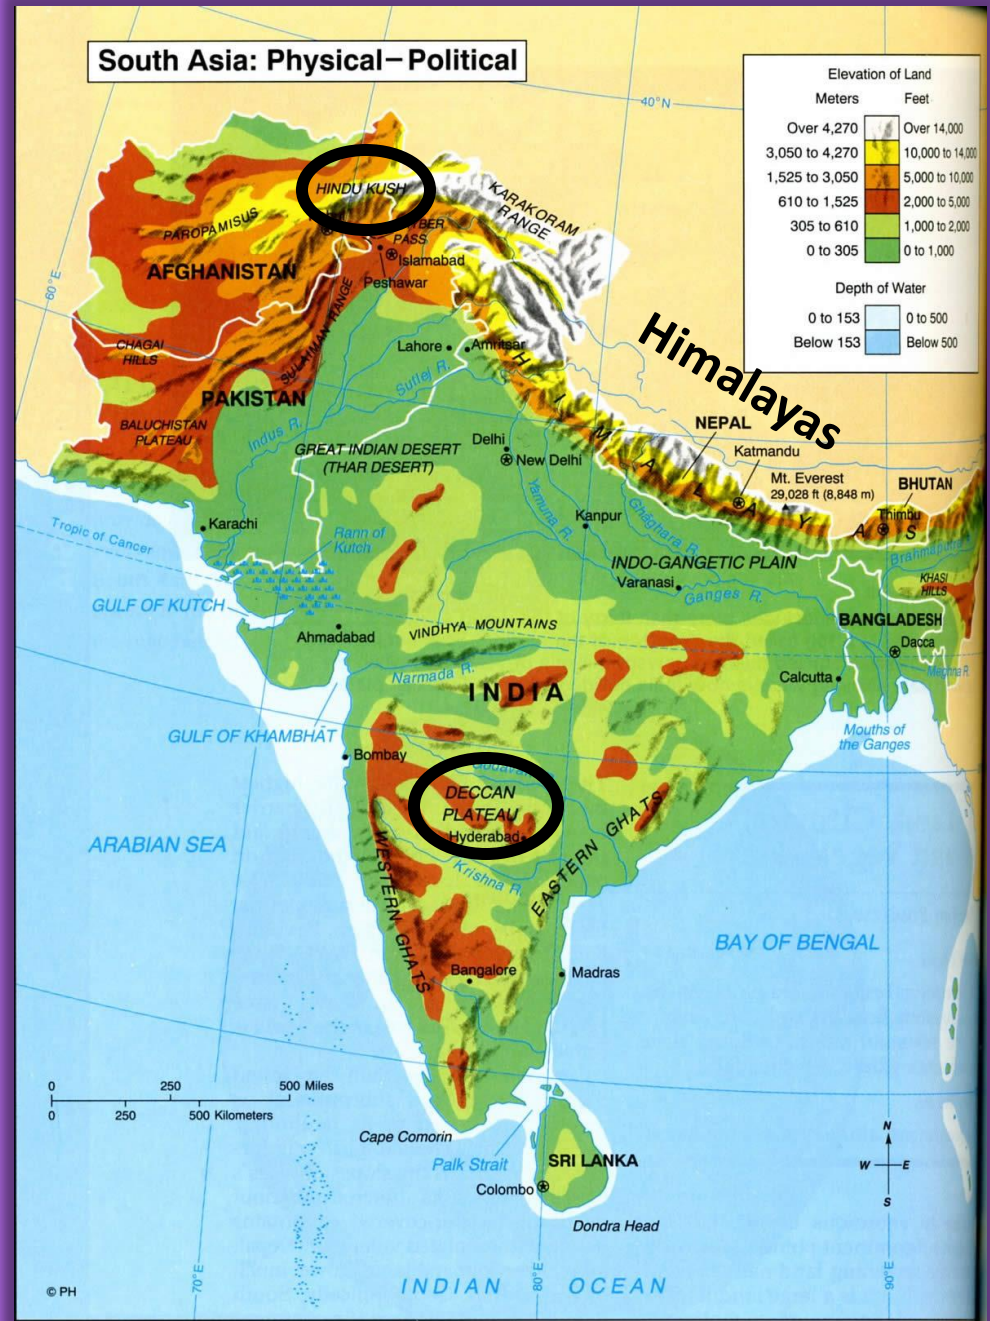 South Asia: Physical–Political
40°N
Elevation of Land
Meters Feet
Over 4,270 Over 14,000
3,050 to 4,270 10,000 to 14,000
1,525 to 3,050 5,000 to 10,000
610 to 1,525 2,000 to 5,000
305 to 610 1,000 to 2,000
0 to 305 0 to 1,000
Depth of Water
0 to 153 0 to 500
Below 153 Below 500
HINDU KUSH
KARAKORAM
RANGE
PAROPAMISUS
PASS
Islamabad
AFGHANISTAN
Peshawar
60°E
SULAIMAN RANGE
CHAGAI
HILLS
Lahore
Amritsar
Himalayas
HIMALAYAS
Sutlej R.
PAKISTAN
BALUCHISTAN
PLATEAU
Indus R.
GREAT INDIAN DESERT
(THAR DESERT)
Delhi
New Delhi
NEPAL
Katmandu
Mt. Everest
29,028 ft (8,848 m)
BHUTAN
Thimbu
Karachi
Tropic of Cancer
Rann of
Kutch
Yamuna R.
Kanpur
Ghaghara R.
INDO-GANGETIC PLAIN
Varanasi
Ganges R.
KHASI
HILLS
GULF OF KUTCH
Ahmadabad
VINDHYA MOUNTAINS
BANGLADESH
Dacca
Narmada R.
INDIA
Calcutta
Meghna R.
GULF OF KHAMBHĀT
Mouths of
the Ganges
Bombay
DECCAN
PLATEAU
Hyderabad
ARABIAN SEA
WESTERN GHATS
Krishna R.
EASTERN GHATS
BAY OF BENGAL
Bangalore
Madras
0 250 500 Miles
0 250 500 Kilometers
Cape Comorin
Palk Strait
SRI LANKA
Colombo
Dondra Head
N
W E
S
70°E
80°E
90°E
INDIAN OCEAN
© PH